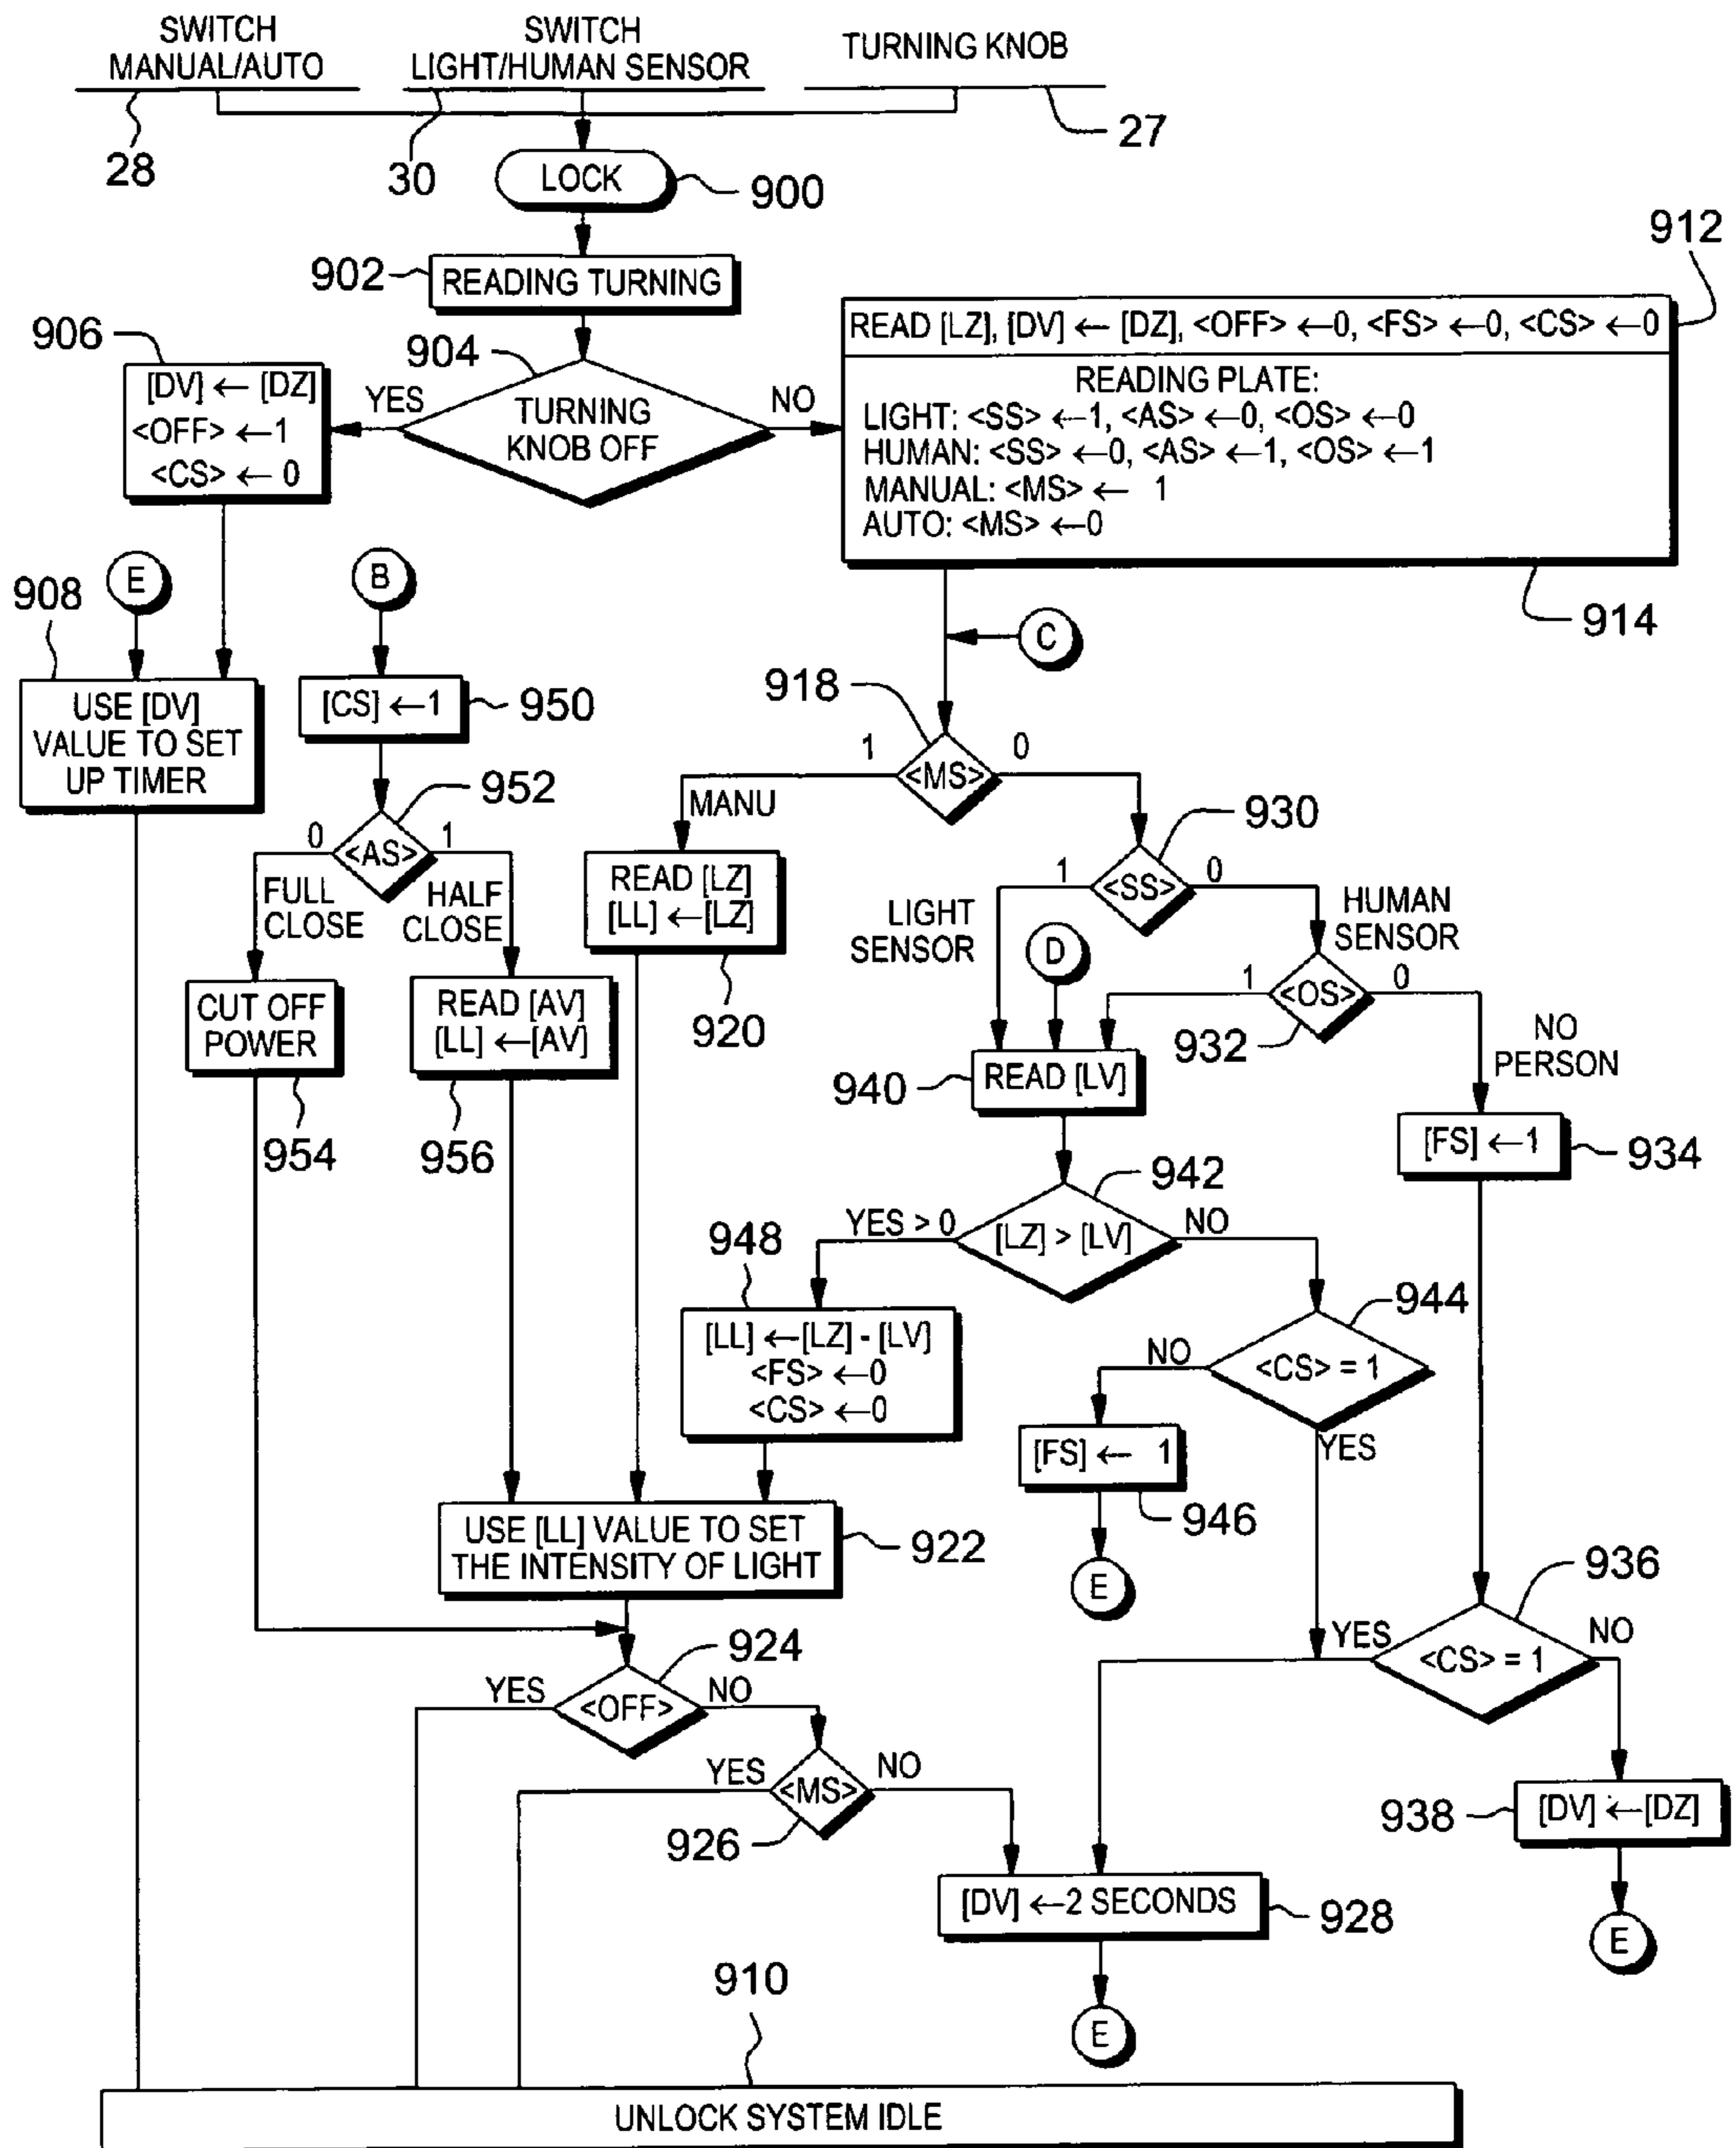 SWITCH
MANUAL/AUTO
SWITCH
LIGHT/HUMAN SENSOR
TURNING KNOB
28
30
27
LOCK
900
902
READING TURNING
912
906
904
[DV] ← [DZ]
<OFF> ←1
<CS> ← 0
YES
TURNING
KNOB OFF
NO
READ [LZ], [DV] ← [DZ], <OFF> ←0, <FS> ←0, <CS> ←0
READING PLATE:
LIGHT: <SS> ←1, <AS> ←0, <OS> ←0
HUMAN: <SS> ←0, <AS> ←1, <OS> ←1
MANUAL: <MS> ← 1
AUTO: <MS> ←0
914
908
E
B
C
USE [DV]
VALUE TO SET
UP TIMER
[CS] ←1
950
918
1
<MS>
0
952
0
<AS>
1
FULL
CLOSE
HALF
CLOSE
MANU
READ [LZ]
[LL] ←[LZ]
920
930
1
<SS>
0
LIGHT
SENSOR
D
HUMAN
SENSOR
1
<OS>
0
932
NO
PERSON
CUT OFF
POWER
954
READ [AV]
[LL] ←[AV]
956
940
READ [LV]
[FS] ←1
934
942
YES > 0
[LZ] > [LV]
NO
948
[LL] ←[LZ] - [LV]
<FS> ←0
<CS> ←0
944
NO
<CS> = 1
YES
[FS] ← 1
946
E
USE [LL] VALUE TO SET
THE INTENSITY OF LIGHT
922
936
YES
<CS> = 1
NO
924
YES
<OFF>
NO
YES
<MS>
NO
926
938
[DV] ←[DZ]
E
[DV] ←2 SECONDS
928
E
910
UNLOCK SYSTEM IDLE